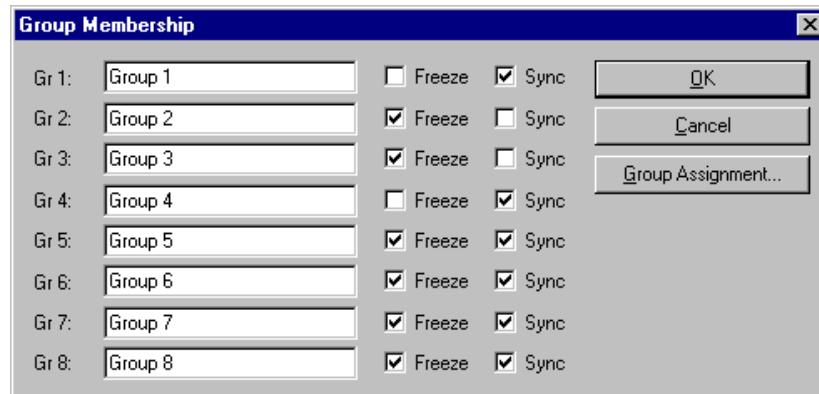 Group Membership
Gr 1: Group 1 Freeze Sync OK
Gr 2: Group 2 Freeze Sync Cancel
Gr 3: Group 3 Freeze Sync Group Assignment...
Gr 4: Group 4 Freeze Sync
Gr 5: Group 5 Freeze Sync
Gr 6: Group 6 Freeze Sync
Gr 7: Group 7 Freeze Sync
Gr 8: Group 8 Freeze Sync